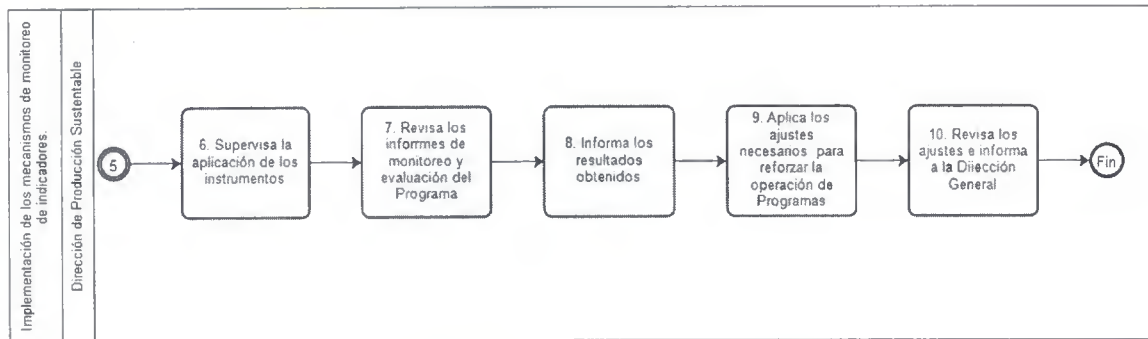 Implementación de los mecanismos de monitoreo
de indicadores.
Dirección de Producción Sustentable
5
6. Supervisa la
aplicación de los
instrumentos
7. Revisa los
informmes de
monitoreo y
evaluación del
Programa
8. Informa los
resultados
obtenidos
9. Aplica los
ajustes
necesarios para
reforzar la
operación de
Programas
10. Revisa los
ajustes e informa
a la Diiección
General
Fin